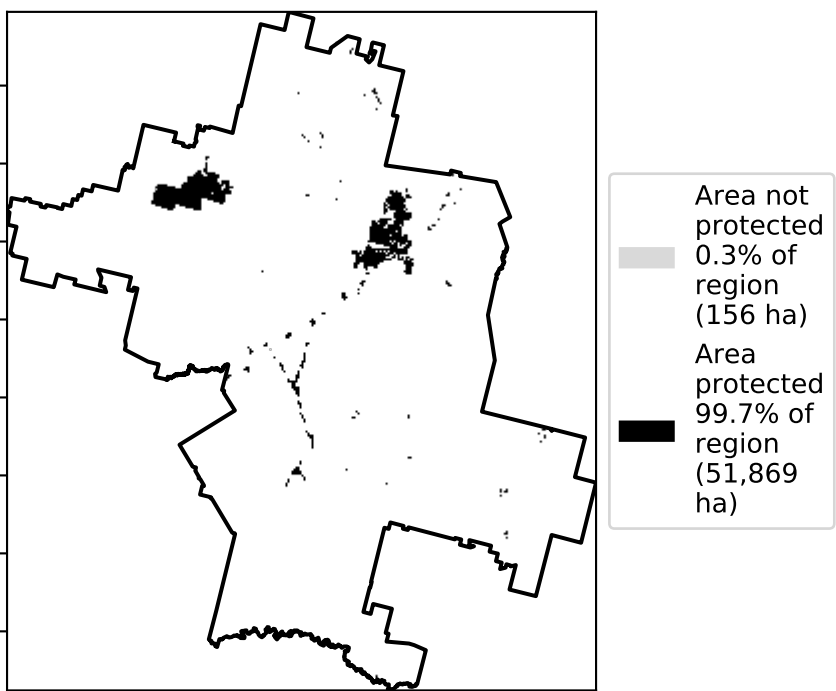 Area not
protected
0.3% of
region
(156 ha)
Area
protected
99.7% of
region
(51,869
ha)